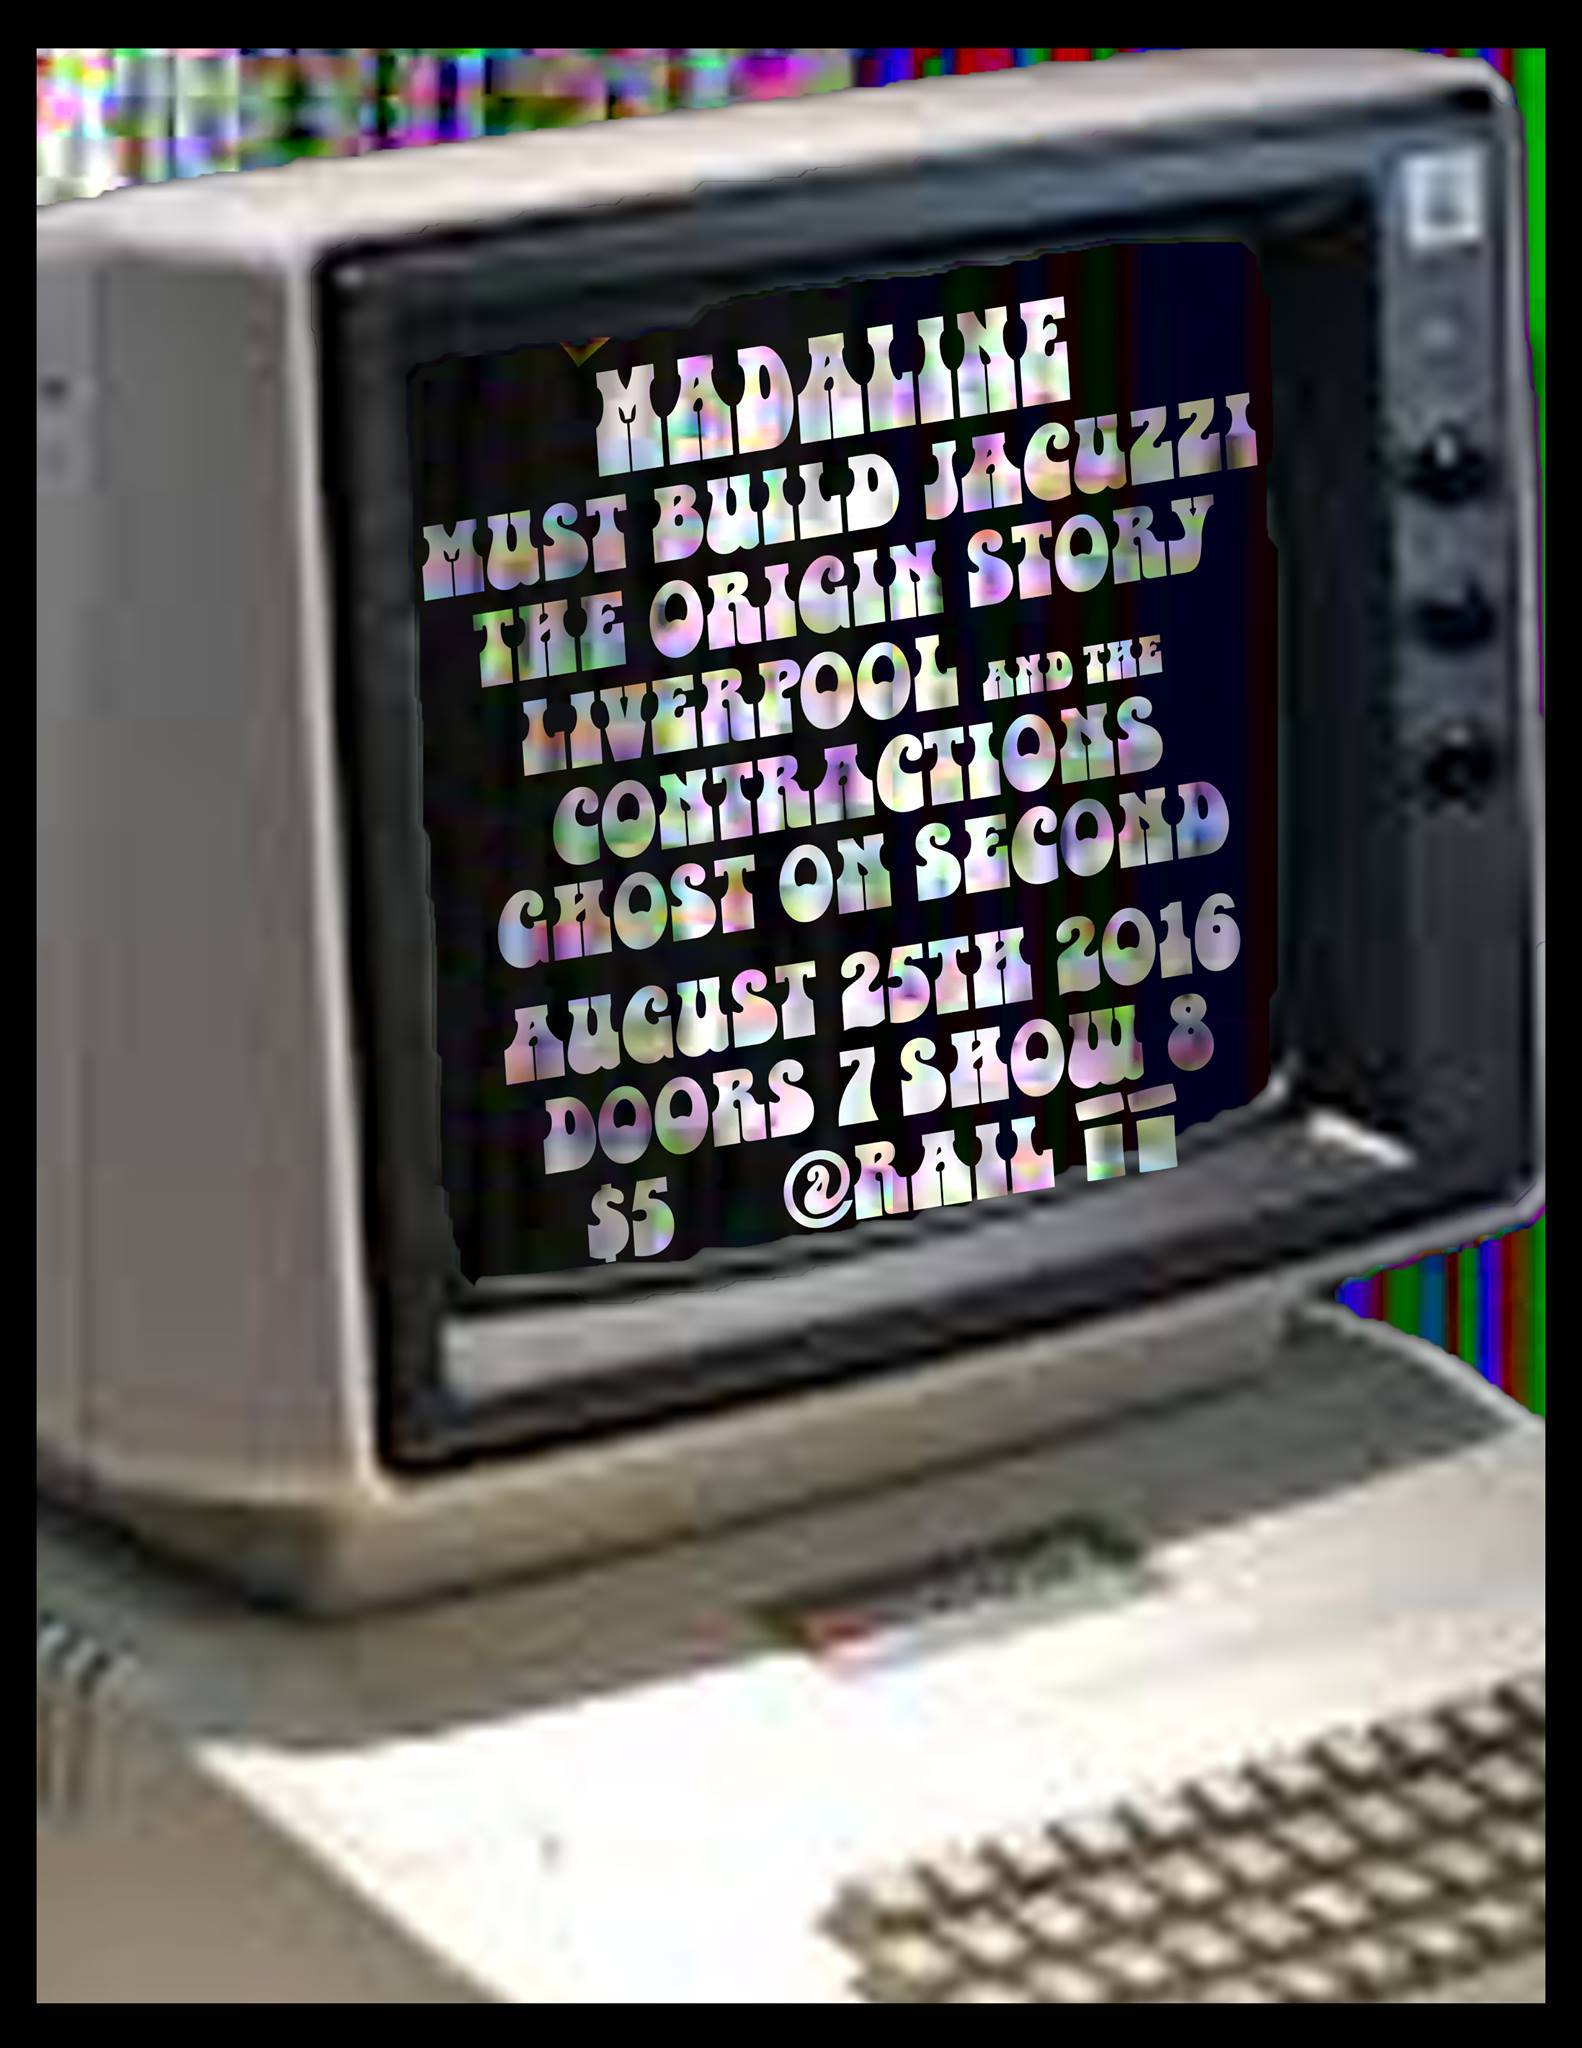 MADALINE
MUST BUILD JACUZZI
THE ORIGIN STORY
LIVERPOOL AND THE
CONTRACTIONS
GHOST ON SECOND
AUGUST 25TH 2016
DOORS 7 SHOW 8
$5 @RAIL ii